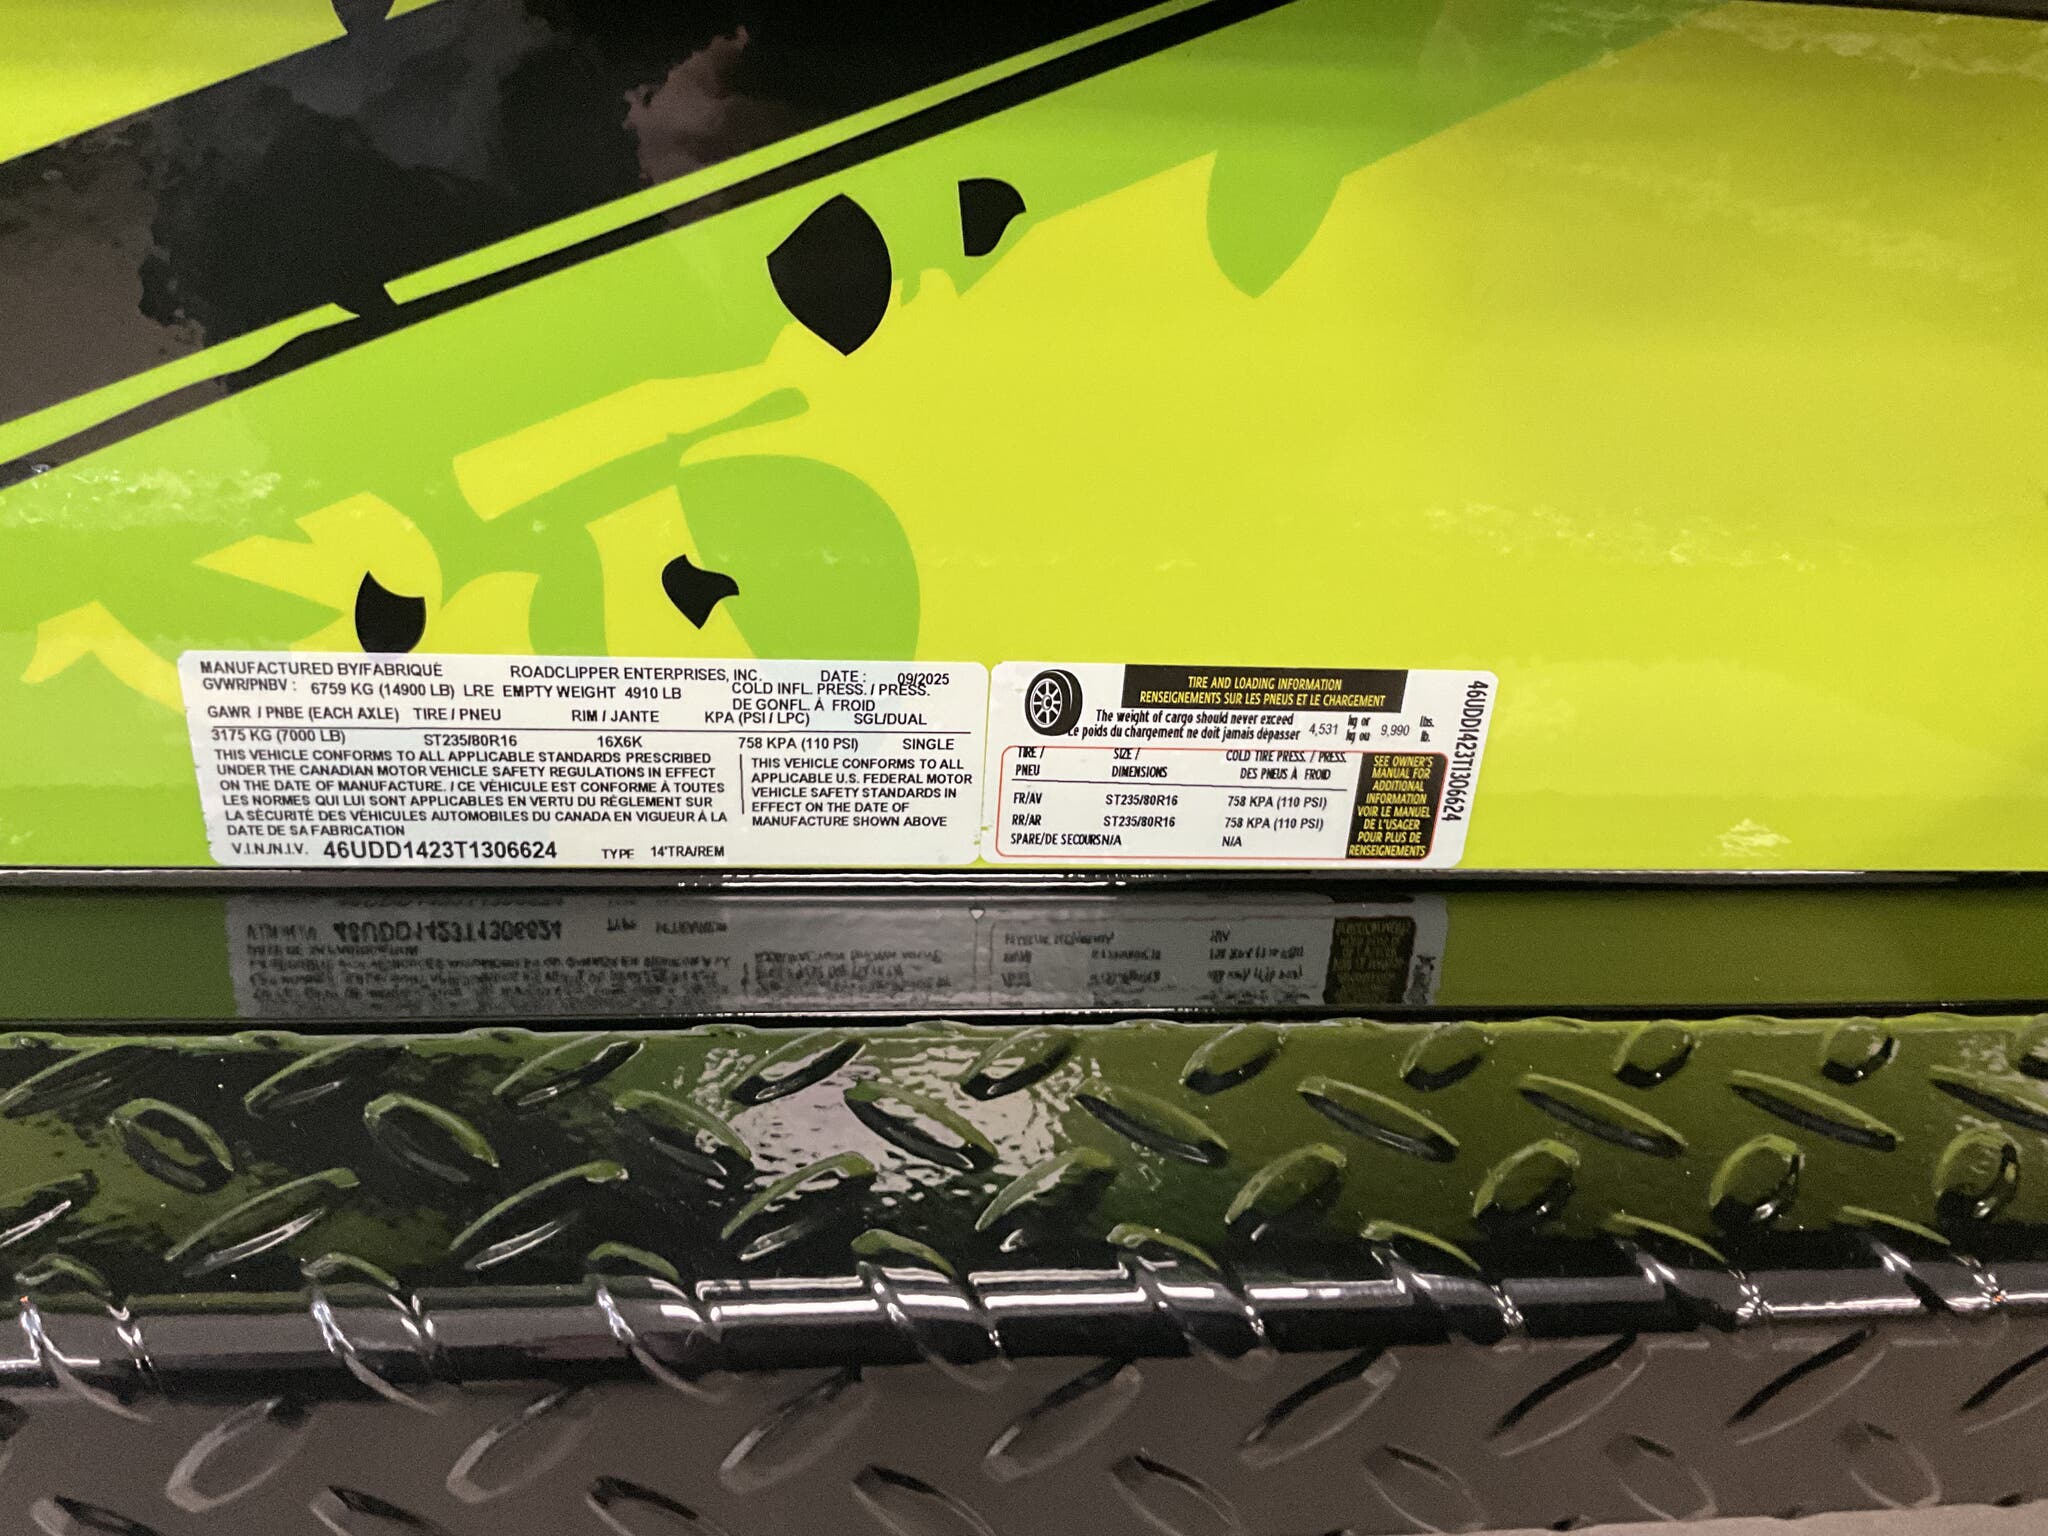 MANUFACTURED BY/FABRIQUÉ ROADCLIPPER ENTERPRISES, INC. DATE : 09/2025
GVWR/PNBV : 6759 KG (14900 LB) LRE EMPTY WEIGHT 4910 LB COLD INFL. PRESS. / PRESS.
DE GONFL. À FROID
GAWR / PNBE (EACH AXLE) TIRE / PNEU RIM / JANTE KPA (PSI / LPC) SGL/DUAL
3175 KG (7000 LB) ST235/80R16 16X6K 758 KPA (110 PSI) SINGLE
THIS VEHICLE CONFORMS TO ALL APPLICABLE STANDARDS PRESCRIBED
UNDER THE CANADIAN MOTOR VEHICLE SAFETY REGULATIONS IN EFFECT
ON THE DATE OF MANUFACTURE. / CE VÉHICULE EST CONFORME À TOUTES
LES NORMES QUI LUI SONT APPLICABLES EN VERTU DU RÈGLEMENT SUR
LA SÉCURITÉ DES VÉHICULES AUTOMOBILES DU CANADA EN VIGUEUR À LA
DATE DE SA FABRICATION
THIS VEHICLE CONFORMS TO ALL
APPLICABLE U.S. FEDERAL MOTOR
VEHICLE SAFETY STANDARDS IN
EFFECT ON THE DATE OF
MANUFACTURE SHOWN ABOVE
V.I.N./N.I.V. 46UDD1423T1306624 TYPE 14'TRA/REM
TIRE AND LOADING INFORMATION
RENSEIGNEMENTS SUR LES PNEUS ET LE CHARGEMENT
The weight of cargo should never exceed
Le poids du chargement ne doit jamais dépasser
4,531 kg or 9,990 lbs.
kg ou lb.
TIRE / SIZE / COLD TIRE PRESS. / PRESS.
PNEU DIMENSIONS DES PNEUS À FROID
FR/AV ST235/80R16 758 KPA (110 PSI)
RR/AR ST235/80R16 758 KPA (110 PSI)
SPARE/DE SECOURS N/A N/A
SEE OWNER'S
MANUAL FOR
ADDITIONAL
INFORMATION
VOIR LE MANUEL
DE L'USAGER
POUR PLUS DE
RENSEIGNEMENTS
46UDD1423T1306624